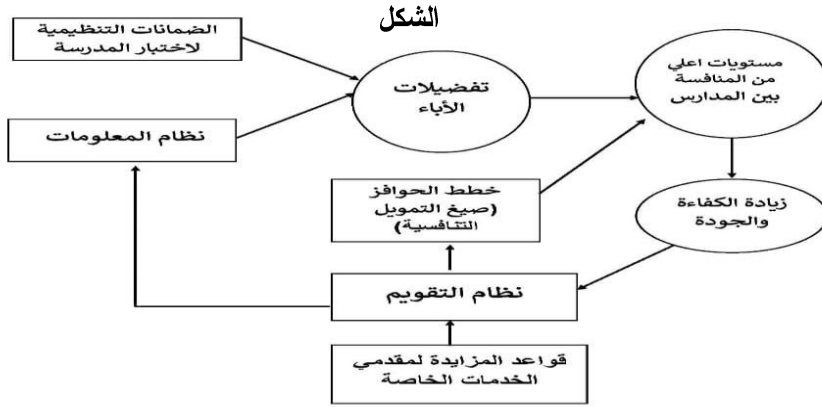 الشكل
الضمانات التنظيمية
لاختبار المدرسة
تفضيلات
الأباء
مستويات اعلي
من المنافسة
بين المدارس
نظام المعلومات
خطط الحوافز
(صيغ التمويل
التنافسية)
زيادة الكفاءة
والجودة
نظام التقويم
قواعد المزايدة لمقدمي
الخدمات الخاصة